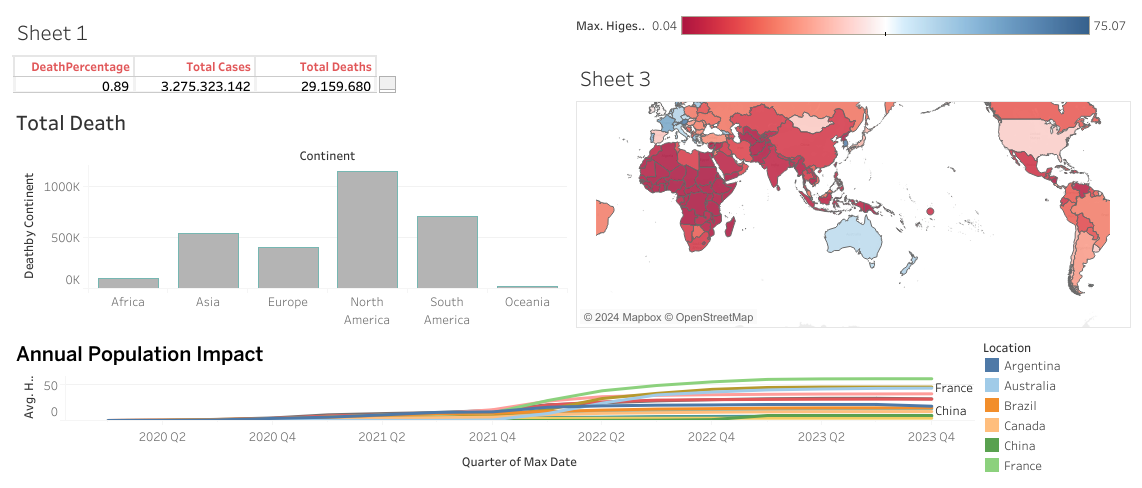 Sheet 1
DeathPercentage Total Cases Total Deaths
0.89 3.275.323.142 29.159.680
Max. Higes.. 0.04 75.07
Sheet 3
© 2024 Mapbox © OpenStreetMap
Total Death
Continent
Deathby Continent
1000K
500K
0K
Africa Asia Europe North America South America Oceania
Annual Population Impact
Avg. H..
50
0
France
China
2020 Q2 2020 Q4 2021 Q2 2021 Q4 2022 Q2 2022 Q4 2023 Q2 2023 Q4
Quarter of Max Date
Location
Argentina
Australia
Brazil
Canada
China
France